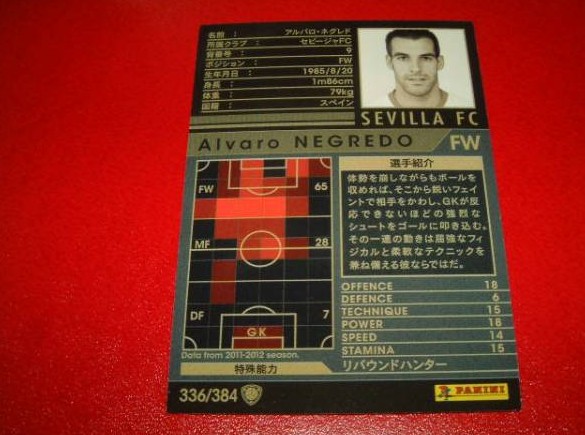 名前 : アルバロ・ネグレド
所属クラブ : セビージャFC
背番号 : 9
ポジション : FW
生年月日 : 1985/8/20
身長 : 1m86cm
体重 : 79kg
国籍 : スペイン
SEVILLA FC
Alvaro NEGREDO FW
FW 65
MF 28
DF 7
GK
Data from 2011-2012 season.
選手紹介
体勢を崩しながらもボールを
収めれば、そこから鋭いフェイ
ントで相手をかわし、GKが反
応できないほどの強烈な
シュートをゴールに叩き込む。
その一連の動きは屈強なフィ
ジカルと柔軟なテクニックを
兼ね備える彼ならではだ。
OFFENCE 18
DEFENCE 6
TECHNIQUE 15
POWER 18
SPEED 14
STAMINA 15
特殊能力 リバウンドハンター
336/384
PANINI